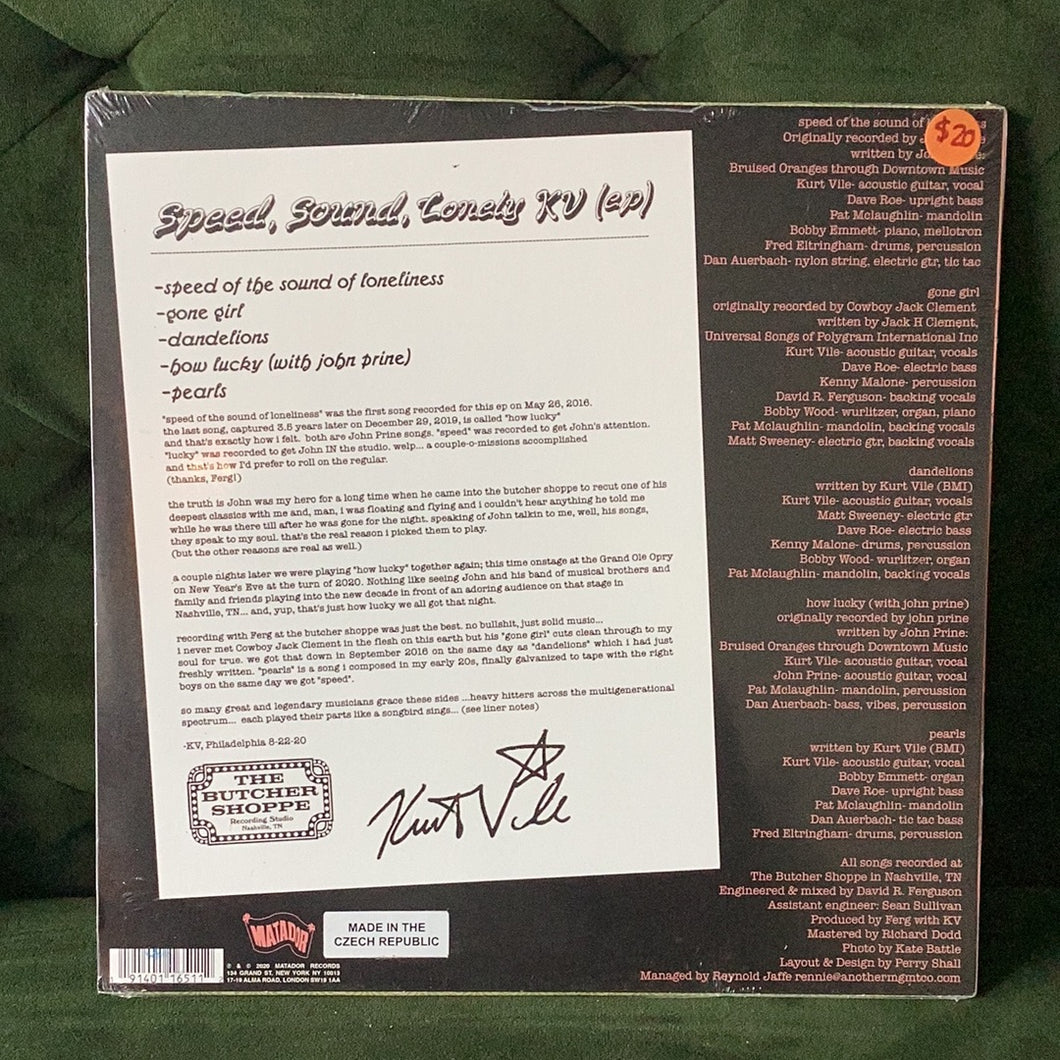 Speed, Sound, Lonely KV (ep)
-speed of the sound of loneliness
-gone girl
-dandelions
-how lucky (with john prine)
-pearls
"speed of the sound of loneliness" was the first song recorded for this ep on May 26, 2016.
the last song, captured 3.5 years later on December 29, 2019, is called "how lucky"
and that's exactly how i felt. both are John Prine songs. "speed" was recorded to get John's attention.
"lucky" was recorded to get John IN the studio. welp... a couple-o-missions accomplished
and that's how I'd prefer to roll on the regular.
(thanks, Ferg!)
the truth is John was my hero for a long time when he came into the butcher shoppe to recut one of his
deepest classics with me and, man, i was floating and flying and i couldn't hear anything he told me
while he was there till after he was gone for the night. speaking of John talkin to me, well, his songs,
they speak to my soul. that's the real reason i picked them to play.
(but the other reasons are real as well.)
a couple nights later we were playing "how lucky" together again; this time onstage at the Grand Ole Opry
on New Year's Eve at the turn of 2020. Nothing like seeing John and his band of musical brothers and
family and friends playing into the new decade in front of an adoring audience on that stage in
Nashville, TN... and, yup, that's just how lucky we all got that night.
recording with Ferg at the butcher shoppe was just the best. no bullshit, just solid music...
i never met Cowboy Jack Clement in the flesh on this earth but his "gone girl" cuts clean through to my
soul for true. we got that down in September 2016 on the same day as "dandelions" which i had just
freshly written. "pearls" is a song i composed in my early 20s, finally galvanized to tape with the right
boys on the same day we got "speed".
so many great and legendary musicians grace these sides ...heavy hitters across the multigenerational
spectrum... each played their parts like a songbird sings... (see liner notes)
-KV, Philadelphia 8-22-20
THE
BUTCHER
SHOPPE
Recording Studio
Nashville, TN
Kurt Vile
MATADOR
MADE IN THE
CZECH REPUBLIC
91401 16511
℗ & © 2020 MATADOR RECORDS
134 GRAND ST. NEW YORK NY 10013
17-19 ALMA ROAD, LONDON SW18 1AA
$20
speed of the sound of
Originally recorded by
written by
Bruised Oranges through Downtown Music
Kurt Vile- acoustic guitar, vocal
Dave Roe- upright bass
Pat Mclaughlin- mandolin
Bobby Emmett- piano, mellotron
Fred Eltringham- drums, percussion
Dan Auerbach- nylon string, electric gtr, tic tac
gone girl
originally recorded by Cowboy Jack Clement
written by Jack H Clement,
Universal Songs of Polygram International Inc
Kurt Vile- acoustic guitar, vocals
Dave Roe- electric bass
Kenny Malone- percussion
David R. Ferguson- backing vocals
Bobby Wood- wurlitzer, organ, piano
Pat Mclaughlin- mandolin, backing vocals
Matt Sweeney- electric gtr, backing vocals
dandelions
written by Kurt Vile (BMI)
Kurt Vile- acoustic guitar, vocals
Matt Sweeney- electric gtr
Dave Roe- electric bass
Kenny Malone- drums, percussion
Bobby Wood- wurlitzer, organ
Pat Mclaughlin- mandolin, backing vocals
how lucky (with john prine)
originally recorded by john prine
written by John Prine:
Bruised Oranges through Downtown Music
Kurt Vile- acoustic guitar, vocal
John Prine- acoustic guitar, vocal
Pat Mclaughlin- mandolin, percussion
Dan Auerbach- bass, vibes, percussion
pearls
written by Kurt Vile (BMI)
Kurt Vile- acoustic guitar, vocal
Bobby Emmett- organ
Dave Roe- upright bass
Pat Mclaughlin- mandolin
Dan Auerbach- tic tac bass
Fred Eltringham- drums, percussion
All songs recorded at
The Butcher Shoppe in Nashville, TN
Engineered & mixed by David R. Ferguson
Assistant engineer: Sean Sullivan
Produced by Ferg with KV
Mastered by Richard Dodd
Photo by Kate Battle
Layout & Design by Perry Shall
Managed by Reynold Jaffe rennie@anothermgmtco.com